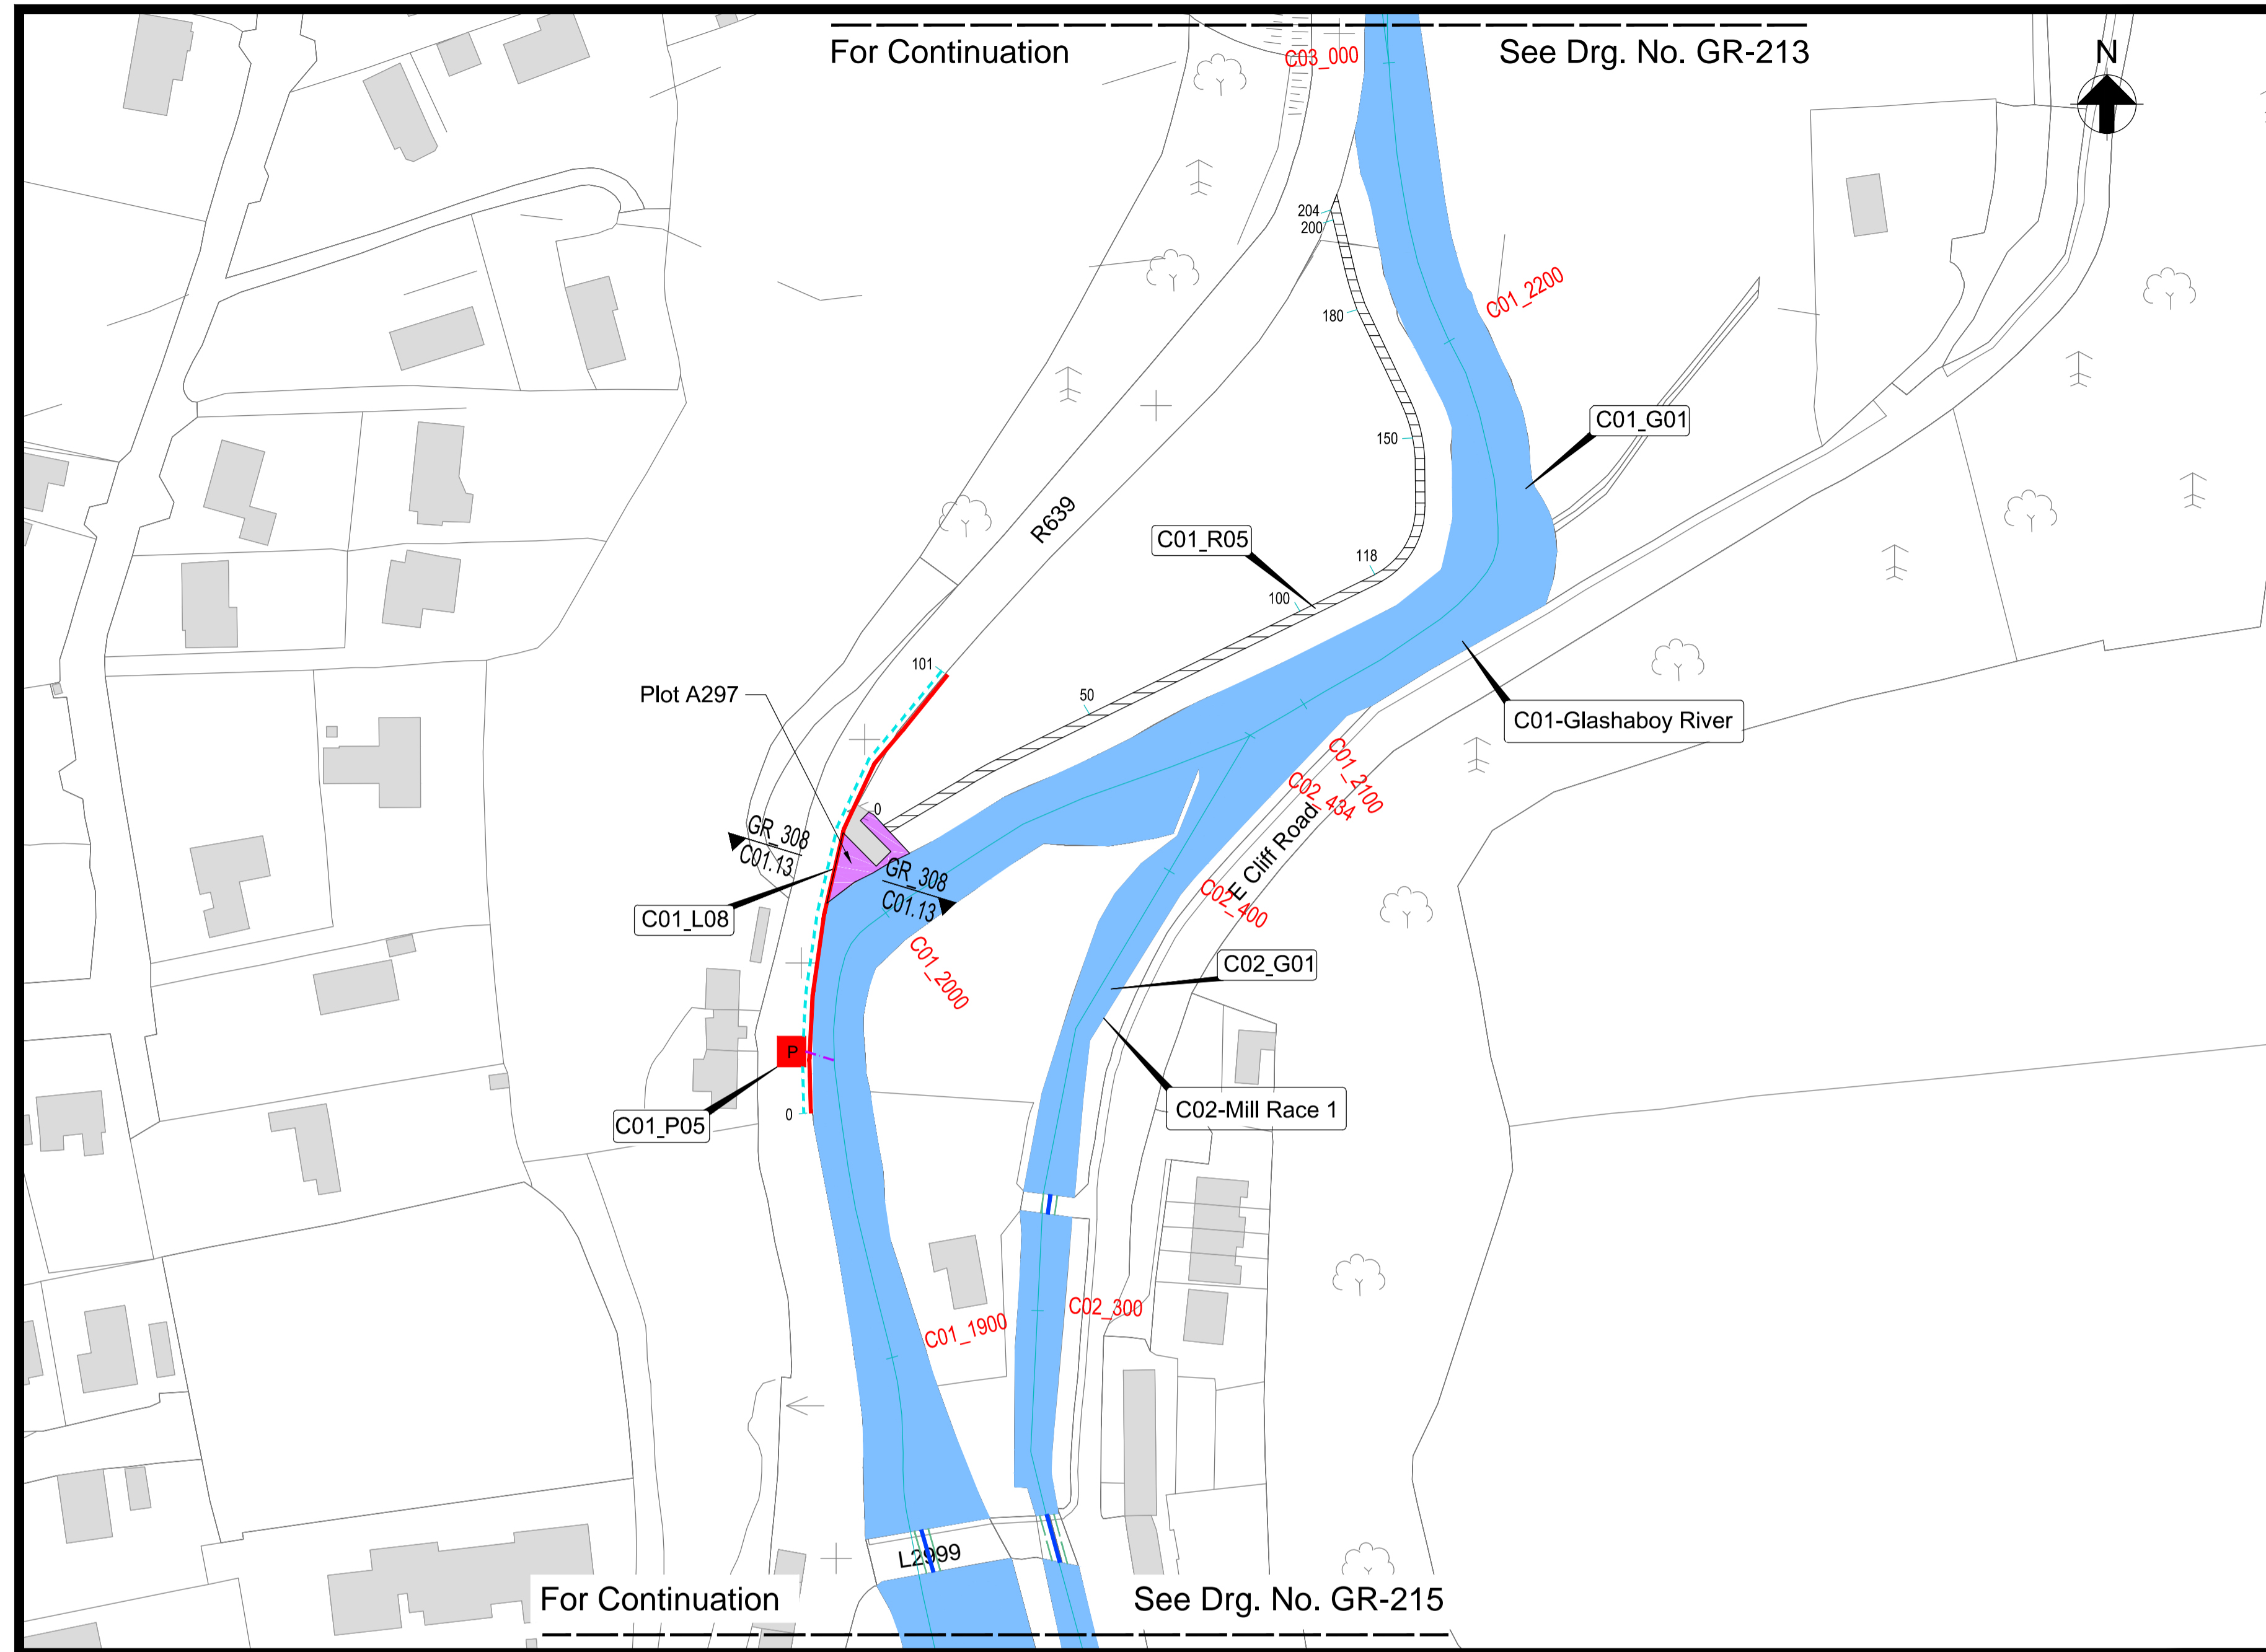 For Continuation
See Drg. No. GR-213
C03_000
N
204
200
C01_2200
180
C01_G01
150
R639
C01_R05
118
100
101
Plot A297
50
C01-Glashaboy River
C01_2100
C02_434
0
GR_308
C01.13
GR_308
C01.13
E Cliff Road
C01_L08
C02_400
C01_2000
C02_G01
P
C02-Mill Race 1
0
C01_P05
C02_300
C01_1900
L2999
For Continuation
See Drg. No. GR-215